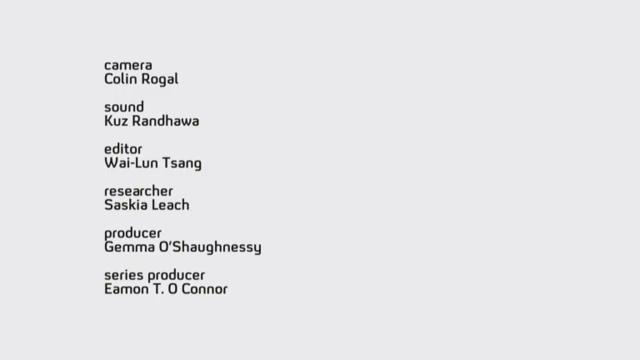 camera
Colin Rogal
sound
Kuz Randhawa
editor
Wai-Lun Tsang
researcher
Saskia Leach
producer
Gemma O'Shaughnessy
series producer
Eamon T. O Connor